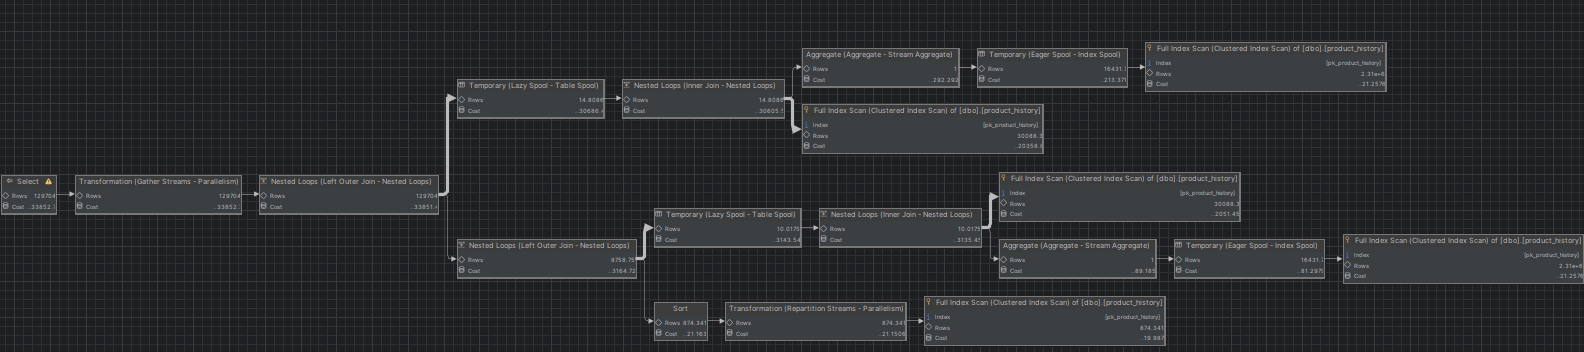 Aggregate (Aggregate - Stream Aggregate)
Rows 1
Cost ..292.292
Temporary (Eager Spool - Index Spool)
Rows 16431.
Cost ..213.371
Full Index Scan (Clustered Index Scan) of [dbo].[product_history]
Index [pk_product_history]
Rows 2.31e+6
Cost ..21.2576
Temporary (Lazy Spool - Table Spool)
Rows 14.8086
Cost ..30686.
Nested Loops (Inner Join - Nested Loops)
Rows 14.8086
Cost ..30605.
Full Index Scan (Clustered Index Scan) of [dbo].[product_history]
Index [pk_product_history]
Rows 30088.3
Cost ..20358.
Select
Rows 129704
Cost ..33852.
Transformation (Gather Streams - Parallelism)
Rows 129704
Cost ..33852.
Nested Loops (Left Outer Join - Nested Loops)
Rows 129704
Cost ..33851.
Full Index Scan (Clustered Index Scan) of [dbo].[product_history]
Index [pk_product_history]
Rows 30088.3
Cost ..2051.45
Temporary (Lazy Spool - Table Spool)
Rows 10.0175
Cost ..3143.54
Nested Loops (Inner Join - Nested Loops)
Rows 10.0175
Cost ..3135.45
Nested Loops (Left Outer Join - Nested Loops)
Rows 8758.75
Cost ..3164.72
Aggregate (Aggregate - Stream Aggregate)
Rows 1
Cost ..89.185
Temporary (Eager Spool - Index Spool)
Rows 16431.
Cost ..81.2975
Full Index Scan (Clustered Index Scan) of [dbo].[product_history]
Index [pk_product_history]
Rows 2.31e+6
Cost ..21.2576
Sort
Rows 874.341
Cost ..21.163
Transformation (Repartition Streams - Parallelism)
Rows 874.341
Cost ..21.1506
Full Index Scan (Clustered Index Scan) of [dbo].[product_history]
Index [pk_product_history]
Rows 874.341
Cost ..19.987